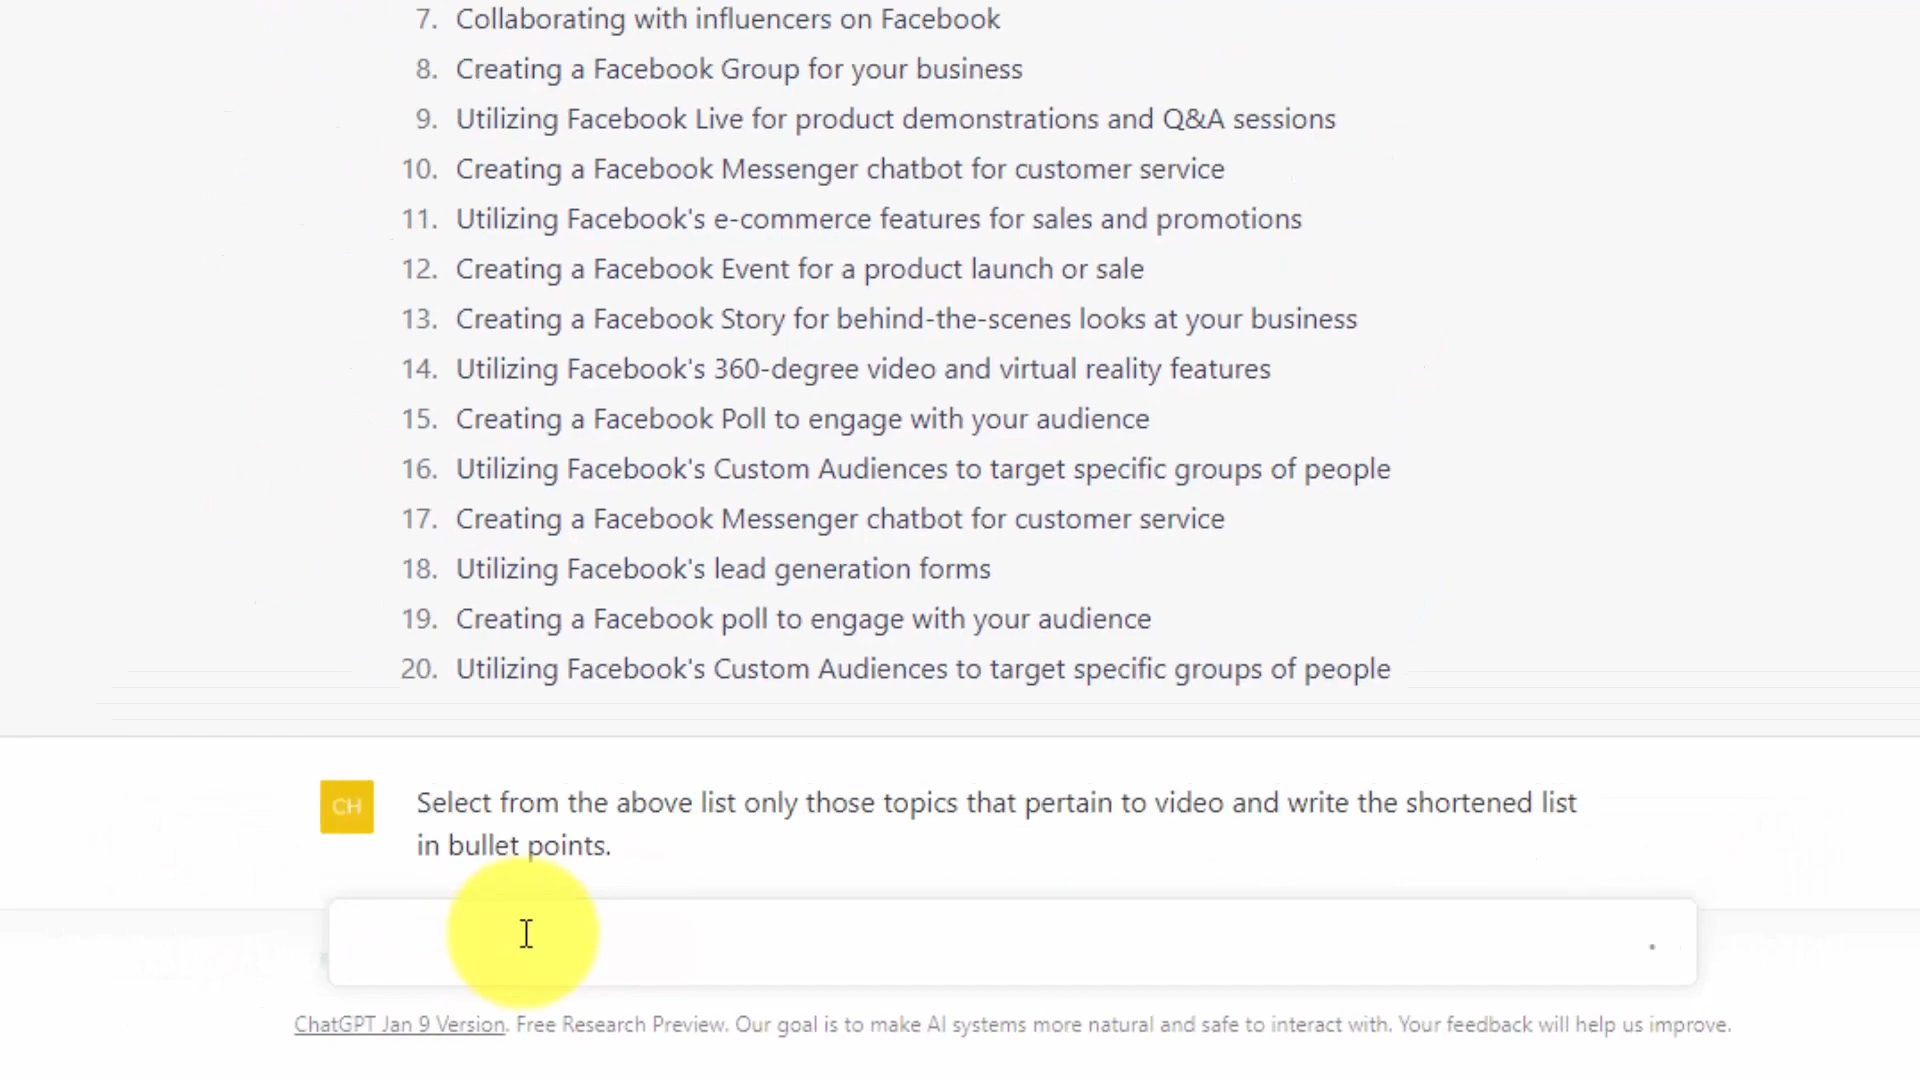 7. Collaborating with influencers on Facebook
8. Creating a Facebook Group for your business
9. Utilizing Facebook Live for product demonstrations and Q&A sessions
10. Creating a Facebook Messenger chatbot for customer service
11. Utilizing Facebook's e-commerce features for sales and promotions
12. Creating a Facebook Event for a product launch or sale
13. Creating a Facebook Story for behind-the-scenes looks at your business
14. Utilizing Facebook's 360-degree video and virtual reality features
15. Creating a Facebook Poll to engage with your audience
16. Utilizing Facebook's Custom Audiences to target specific groups of people
17. Creating a Facebook Messenger chatbot for customer service
18. Utilizing Facebook's lead generation forms
19. Creating a Facebook poll to engage with your audience
20. Utilizing Facebook's Custom Audiences to target specific groups of people
CH
Select from the above list only those topics that pertain to video and write the shortened list
in bullet points.
ChatGPT Jan 9 Version. Free Research Preview. Our goal is to make AI systems more natural and safe to interact with. Your feedback will help us improve.